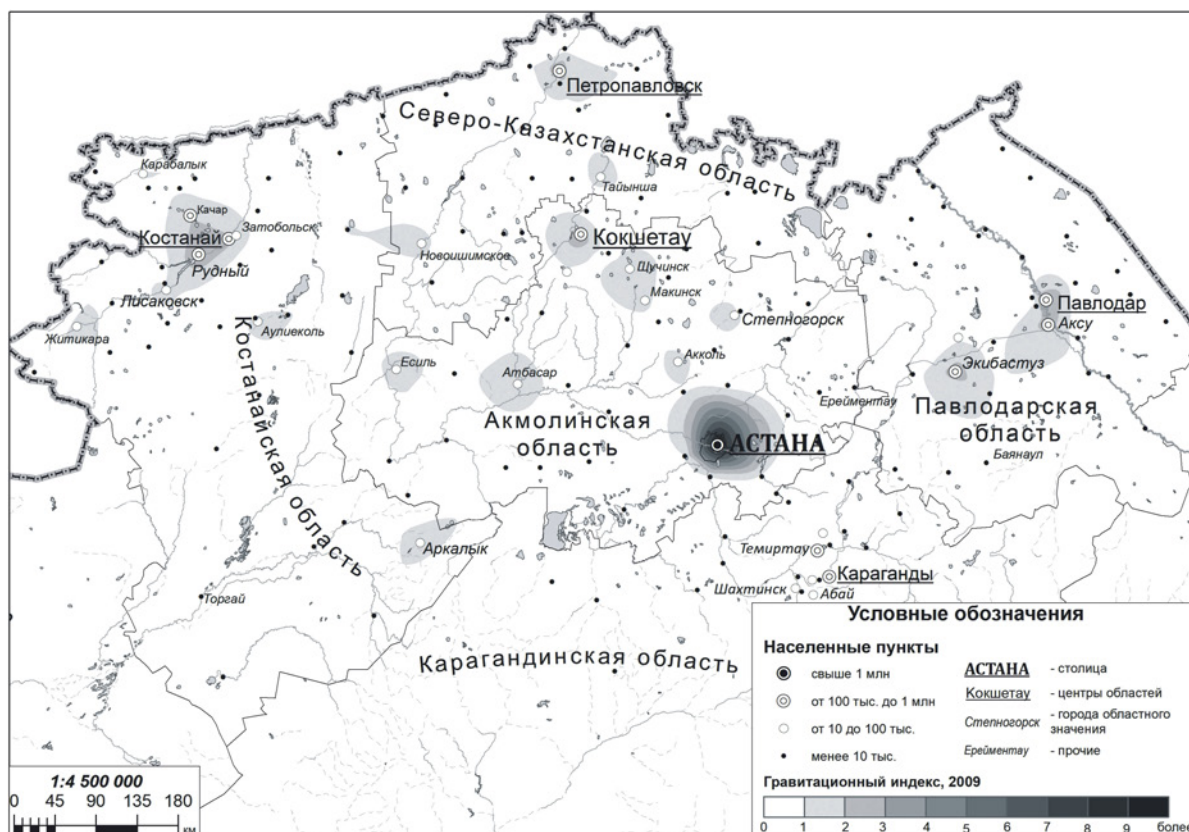 Петропавловск
Северо-Казахстанская область
Карабалык
Тайынша
Качар
Затобольск
Костанай
Кокшетау
Новоишимское
Рудный
Щучинск
Лисаковск
Макинск
Павлодар
Степногорск
Аксу
Житикара
Аулиеколь
Есиль
Атбасар
Акколь
Экибастуз
Костанайская область
Ерейментау
Акмолинская
область
Павлодарская
область
АСТАНА
Баянаул
Аркалык
Темиртау
Караганды
Шахтинск
Абай
Торгай
Карагандинская область
Условные обозначения
Населенные пункты
свыше 1 млн
от 100 тыс. до 1 млн
от 10 до 100 тыс.
менее 10 тыс.
АСТАНА - столица
Кокшетау - центры областей
Степногорск - города областного
значения
Ерейментау - прочие
Гравитационный индекс, 2009
0 1 2 3 4 5 6 7 8 9 более
1:4 500 000
0 45 90 135 180
км